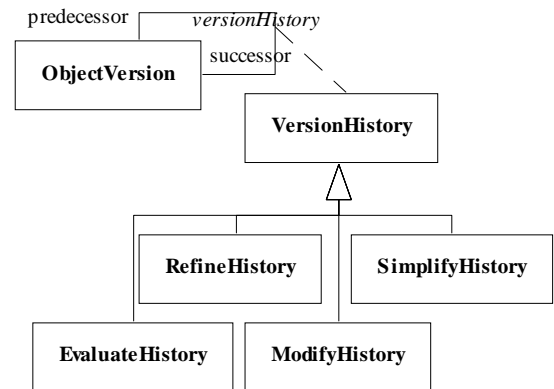 predecessor
versionHistory
successor
ObjectVersion
VersionHistory
RefineHistory
SimplifyHistory
EvaluateHistory
ModifyHistory